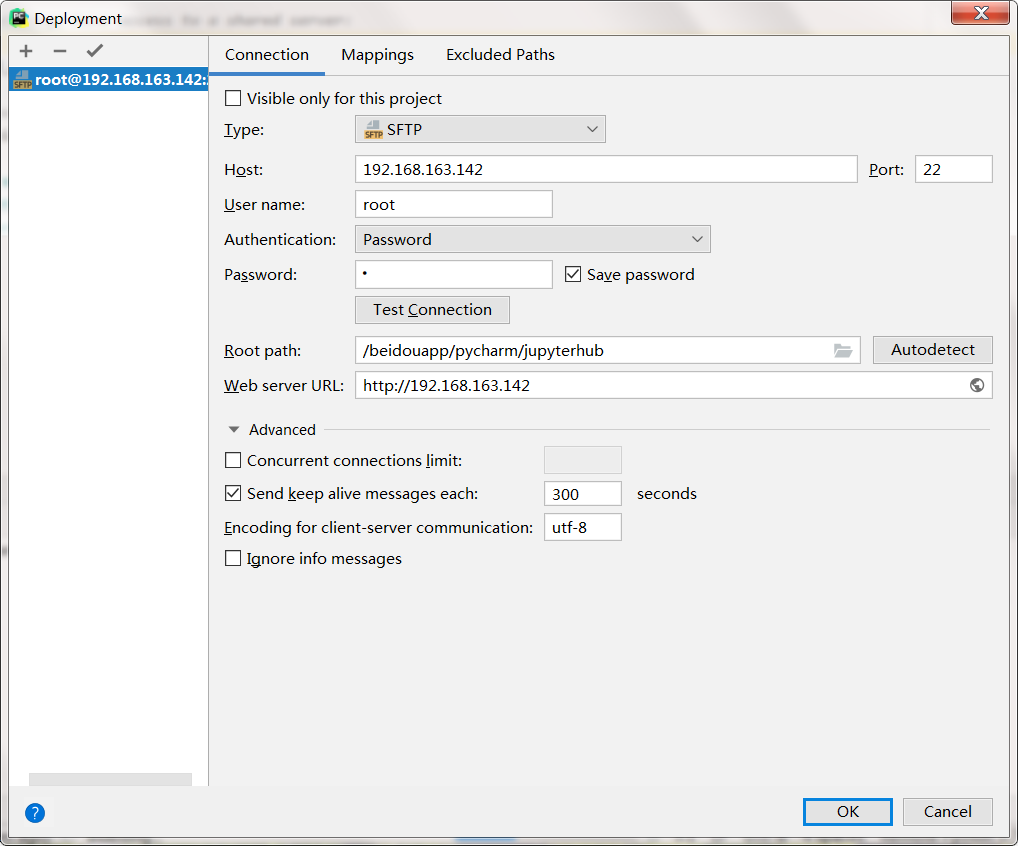 Deployment
root@192.168.163.142:
Connection Mappings Excluded Paths
Visible only for this project
Type: SFTP
Host: 192.168.163.142 Port: 22
User name: root
Authentication: Password
Password: • Save password
Test Connection
Root path: /beidouapp/pycharm/jupyterhub Autodetect
Web server URL: http://192.168.163.142
Advanced
Concurrent connections limit:
Send keep alive messages each: 300 seconds
Encoding for client-server communication: utf-8
Ignore info messages
? OK Cancel